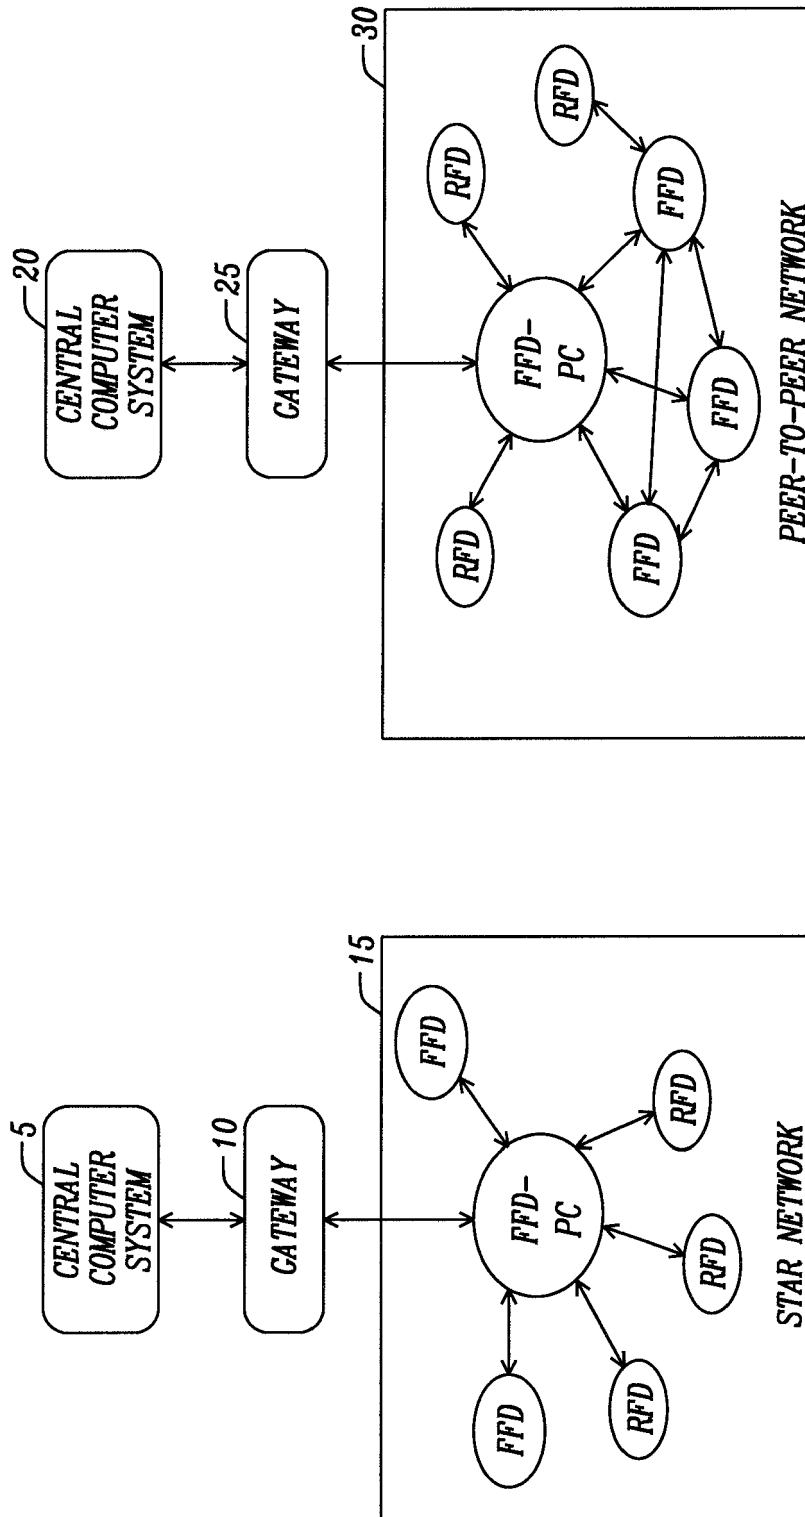 5
CENTRAL
COMPUTER
SYSTEM
10
GATEWAY
15
FFD
FFD
FFD-
PC
RFD
RFD
RFD
STAR NETWORK
20
CENTRAL
COMPUTER
SYSTEM
25
GATEWAY
30
RFD
RFD
RFD
FFD-
PC
FFD
FFD
FFD
PEER-TO-PEER NETWORK